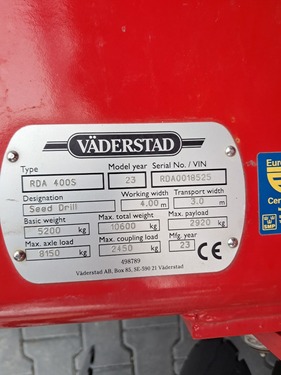 VÄDERSTAD
Type Model year Serial No. / VIN
RDA 400S 23 RDA0018525
Designation Working width Transport width
Seed Drill 4.00 m 3.0 m
Basic weight Max. total weight Max. payload
5200 kg 10600 kg 2920 kg
Max. axle load Max. coupling load Mfg. year
8150 kg 2450 kg 23
498789
Väderstad AB, Box 85, SE-590 21 Väderstad
Euro
Cer
SMP